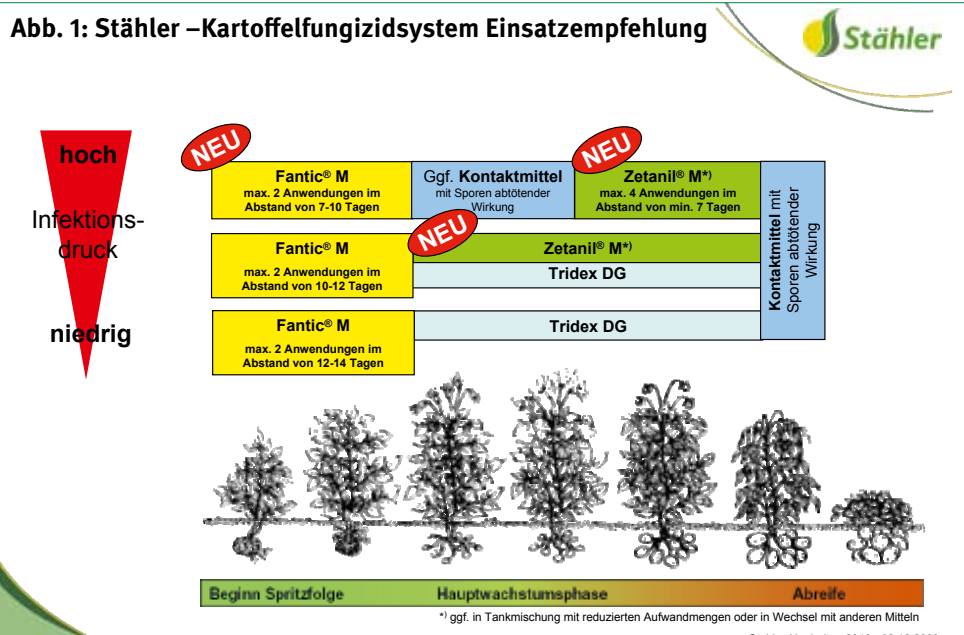 Abb. 1: Stähler –Kartoffelfungizidsystem Einsatzempfehlung
Stähler
hoch
Infektions-
druck
niedrig
NEU
Fantic® M
max. 2 Anwendungen im
Abstand von 7-10 Tagen
Ggf. Kontaktmittel
mit Sporen abtötender
Wirkung
NEU
Zetanil® M*)
max. 4 Anwendungen im
Abstand von min. 7 Tagen
Fantic® M
max. 2 Anwendungen im
Abstand von 10-12 Tagen
NEU
Zetanil® M*)
Tridex DG
Fantic® M
max. 2 Anwendungen im
Abstand von 12-14 Tagen
Tridex DG
Kontaktmittel mit
Sporen abtötender
Wirkung
Beginn Spritzfolge
Hauptwachstumsphase
Abreife
*) ggf. in Tankmischung mit reduzierten Aufwandmengen oder in Wechsel mit anderen Mitteln